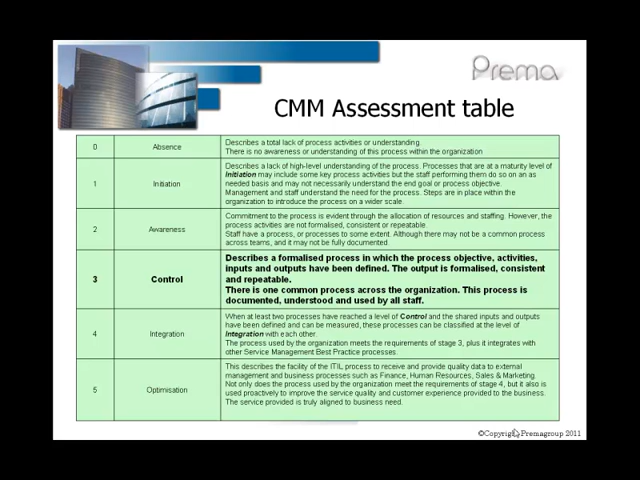 Prema
CMM Assessment table
0
Absence
Describes a total lack of process activities or understanding.
There is no awareness or understanding of this process within the organization
1
Initiation
Describes a lack of high-level understanding of the process. Processes that are at a maturity level of
Initiation may include some key process activities but the staff performing them do so on an as
needed basis and may not necessarily understand the end goal or process objective.
Management and staff understand the need for the process. Steps are in place within the
organization to introduce the process on a wider scale.
2
Awareness
Commitment to the process is evident through the allocation of resources and staffing. However, the
process activities are not formalised, consistent or repeatable.
Staff have a process, or processes to some extent. Although there may not be a common process
across teams, and it may not be fully documented.
3
Control
Describes a formalised process in which the process objective, activities,
inputs and outputs have been defined. The output is formalised, consistent
and repeatable.
There is one common process across the organization. This process is
documented, understood and used by all staff.
4
Integration
When at least two processes have reached a level of Control and the shared inputs and outputs
have been defined and can be measured, these processes can be classified at the level of
Integration with each other.
The process used by the organization meets the requirements of stage 3, plus it integrates with
other Service Management Best Practice processes.
5
Optimisation
This describes the facility of the ITIL process to receive and provide quality data to external
management and business processes such as Finance, Human Resources, Sales & Marketing.
Not only does the process used by the organization meet the requirements of stage 4, but it also is
used proactively to improve the service quality and customer experience provided to the business.
The service provided is truly aligned to business need.
©Copyright Premagroup 2011